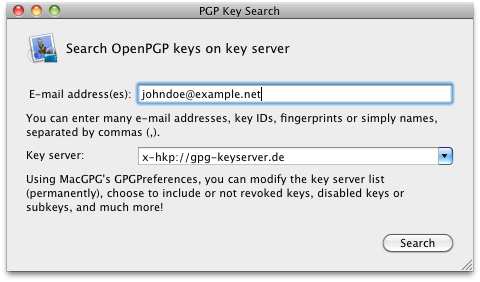 PGP Key Search
Search OpenPGP keys on key server
E-mail address(es): johndoe@example.net
You can enter many e-mail addresses, key IDs, fingerprints or simply names,
separated by commas (,).
Key server: x-hkp://gpg-keyserver.de
Using MacGPG's GPGPreferences, you can modify the key server list
(permanently), choose to include or not revoked keys, disabled keys or
subkeys, and much more!
Search